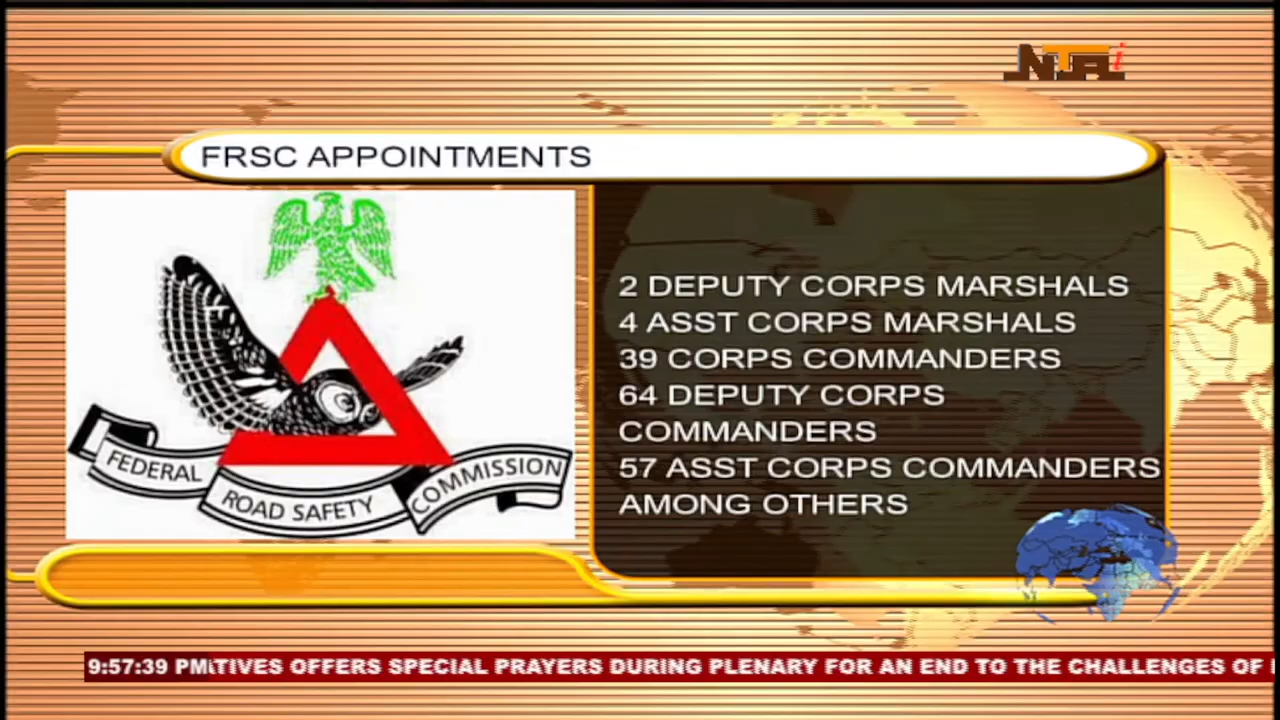 NTAi
FRSC APPOINTMENTS
2 DEPUTY CORPS MARSHALS
4 ASST CORPS MARSHALS
39 CORPS COMMANDERS
64 DEPUTY CORPS
COMMANDERS
57 ASST CORPS COMMANDERS
AMONG OTHERS
FEDERAL
ROAD SAFETY
COMMISSION
9:57:39 PM TIVES OFFERS SPECIAL PRAYERS DURING PLENARY FOR AN END TO THE CHALLENGES OF